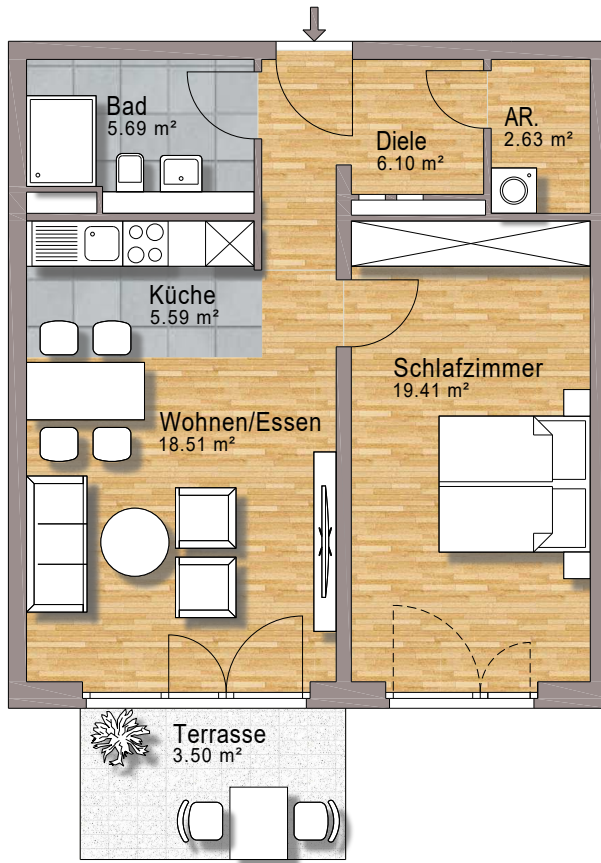 Bad
5.69 m²
Diele
6.10 m²
AR.
2.63 m²
Küche
5.59 m²
Schlafzimmer
19.41 m²
Wohnen/Essen
18.51 m²
Terrasse
3.50 m²